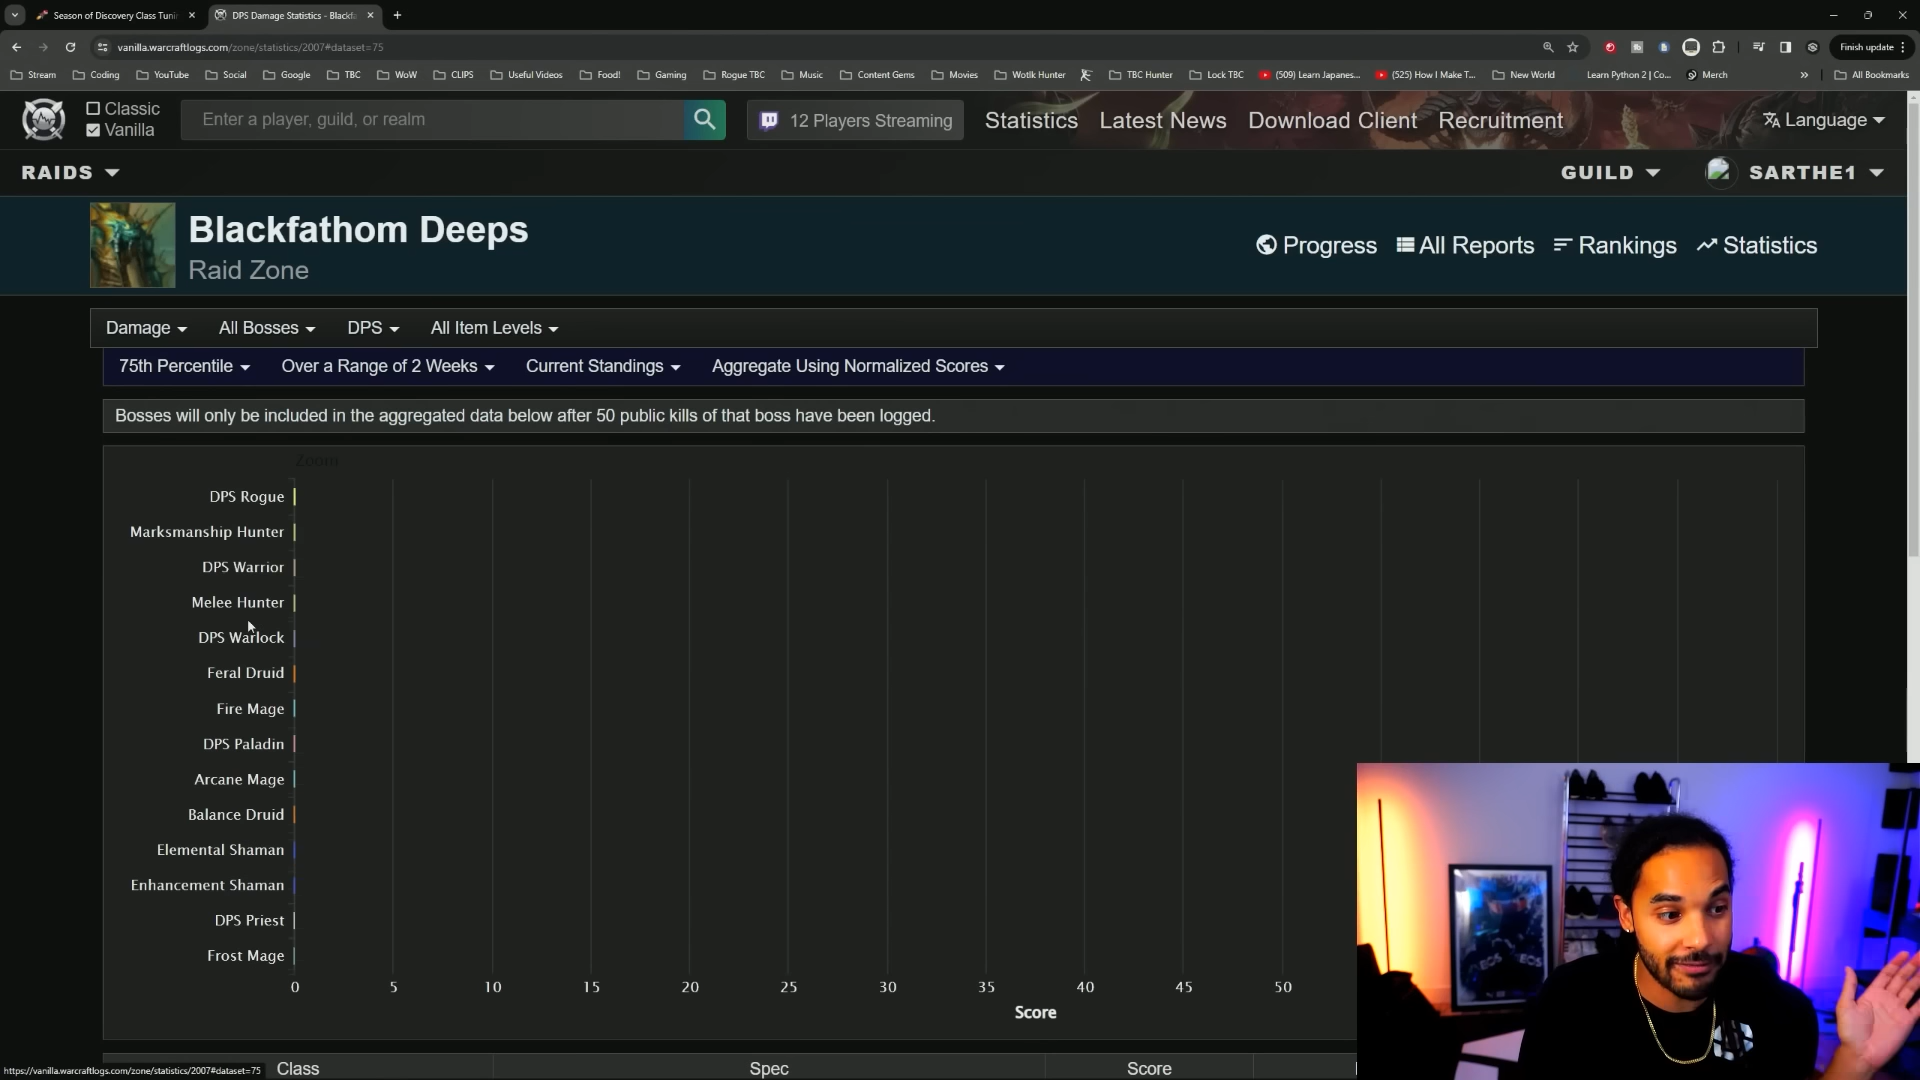 Season of Discovery Class Tuni
DPS Damage Statistics - Blackfa
vanilla.warcraftlogs.com/zone/statistics/2007#dataset=75
Finish update
Stream
Coding
YouTube
Social
Google
TBC
WoW
CLIPS
Useful Videos
Food!
Gaming
Rogue TBC
Music
Content Gems
Movies
Wotlk Hunter
TBC Hunter
Lock TBC
(509) Learn Japanes...
(525) How I Make T...
New World
Learn Python 2 | Co...
Merch
All Bookmarks
Classic
Vanilla
Enter a player, guild, or realm
12 Players Streaming
Statistics
Latest News
Download Client
Recruitment
Language
RAIDS
GUILD
SARTHE1
Blackfathom Deeps
Raid Zone
Progress
All Reports
Rankings
Statistics
Damage
All Bosses
DPS
All Item Levels
75th Percentile
Over a Range of 2 Weeks
Current Standings
Aggregate Using Normalized Scores
Bosses will only be included in the aggregated data below after 50 public kills of that boss have been logged.
Zoom
DPS Rogue
Marksmanship Hunter
DPS Warrior
Melee Hunter
DPS Warlock
Feral Druid
Fire Mage
DPS Paladin
Arcane Mage
Balance Druid
Elemental Shaman
Enhancement Shaman
DPS Priest
Frost Mage
0 5 10 15 20 25 30 35 40 45 50
Score
https://vanilla.warcraftlogs.com/zone/statistics/2007#dataset=75
Class
Spec
Score